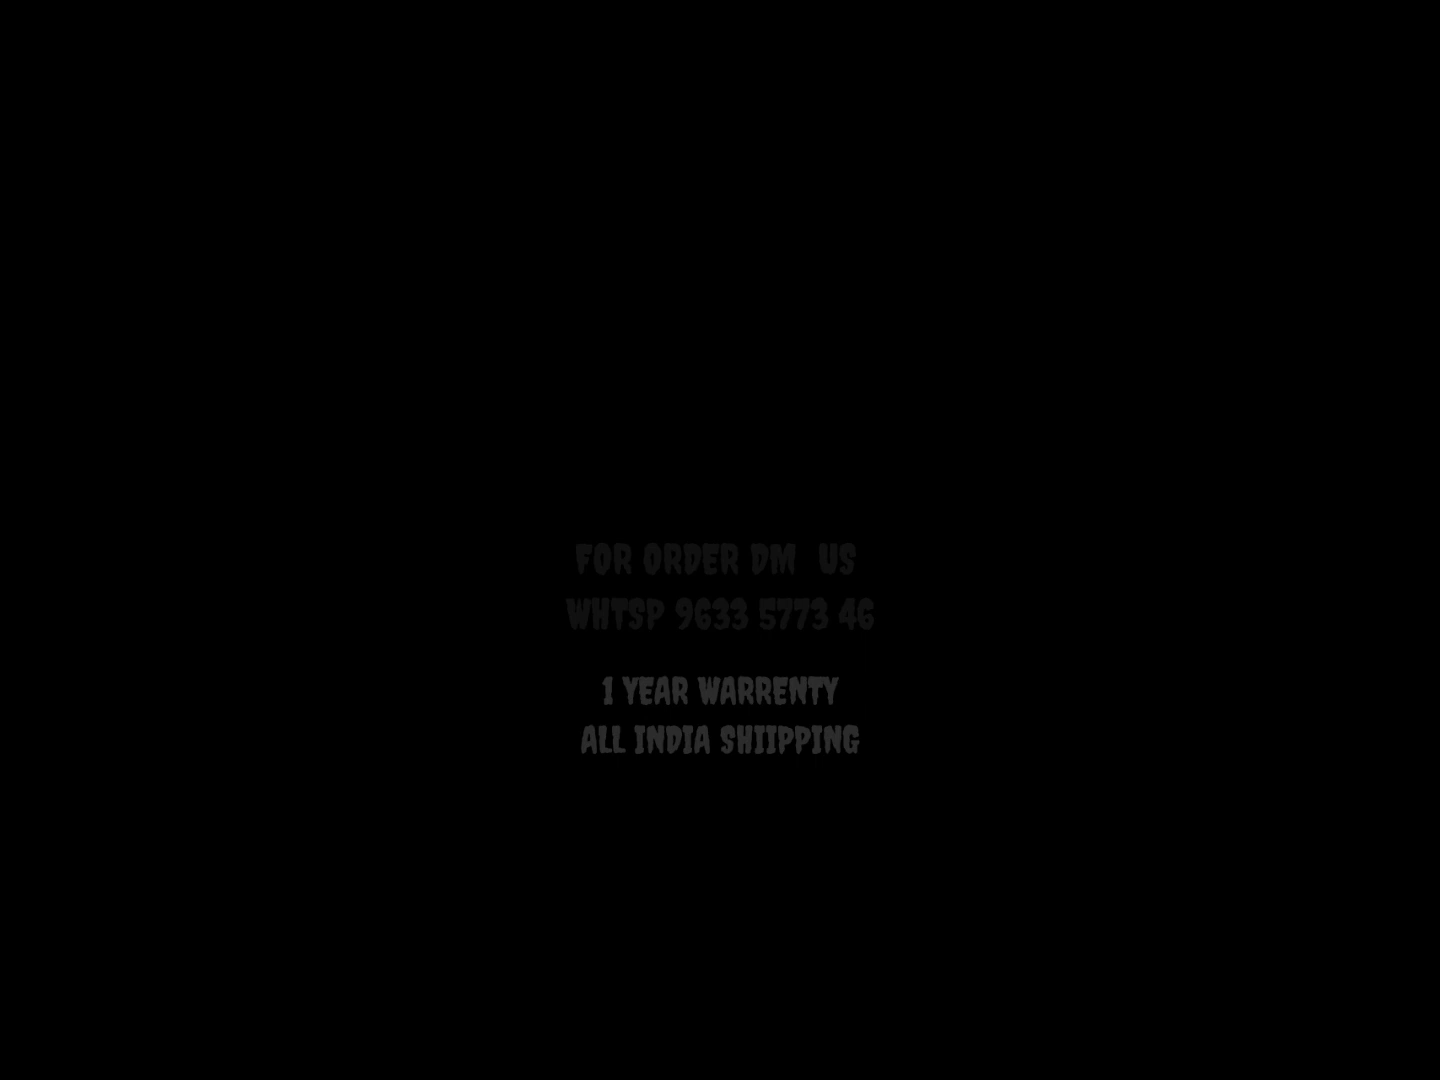 FOR ORDER DM  US
WHTSP 9633 5773 46
1 YEAR WARRENTY
ALL INDIA SHIIPPING